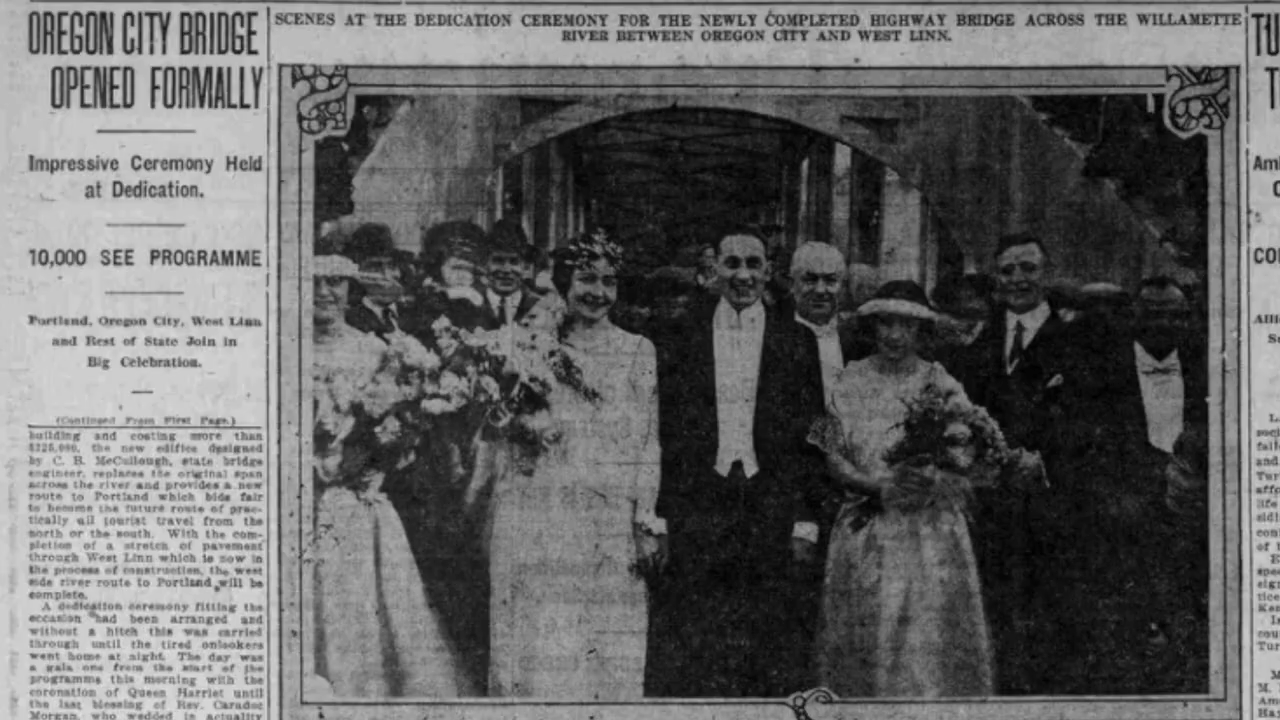 OREGON CITY BRIDGE
OPENED FORMALLY
Impressive Ceremony Held
at Dedication.
10,000 SEE PROGRAMME
Portland, Oregon City, West Linn
and Rest of State Join in
Big Celebration.
(Continued From First Page.)
building and costing more than
$325,000, the new edifice designed
by C. B. McCullough, state bridge
engineer, replaces the original span
across the river and provides a new
route to Portland which bids fair
to become the future route of prac-
tically all tourist travel from the
north or the south. With the com-
pletion of a stretch of pavement
through West Linn which is now in
the process of construction, the west
side river route to Portland will be
complete.
A dedication ceremony fitting the
occasion had been arranged and
without a hitch this was carried
through until the tired onlookers
went home at night. The day was
a gala one from the start of the
programme this morning with the
coronation of Queen Harriet until
the last blessing of Rev. Caradoc
Morgan, who wedded in actuality
SCENES AT THE DEDICATION CEREMONY FOR THE NEWLY COMPLETED HIGHWAY BRIDGE ACROSS THE WILLAMETTE
RIVER BETWEEN OREGON CITY AND WEST LINN.